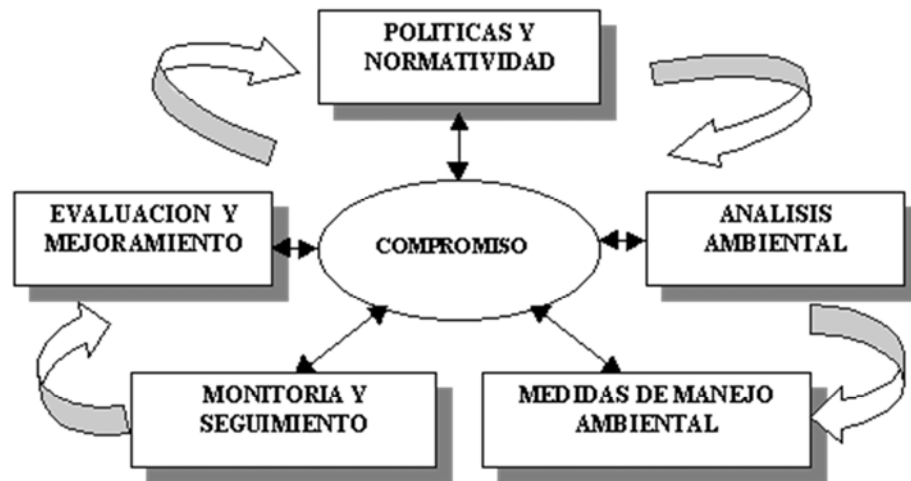 POLITICAS Y
NORMATIVIDAD
EVALUACION Y
MEJORAMIENTO
COMPROMISO
ANALISIS
AMBIENTAL
MONITORIA Y
SEGUIMIENTO
MEDIDAS DE MANEJO
AMBIENTAL